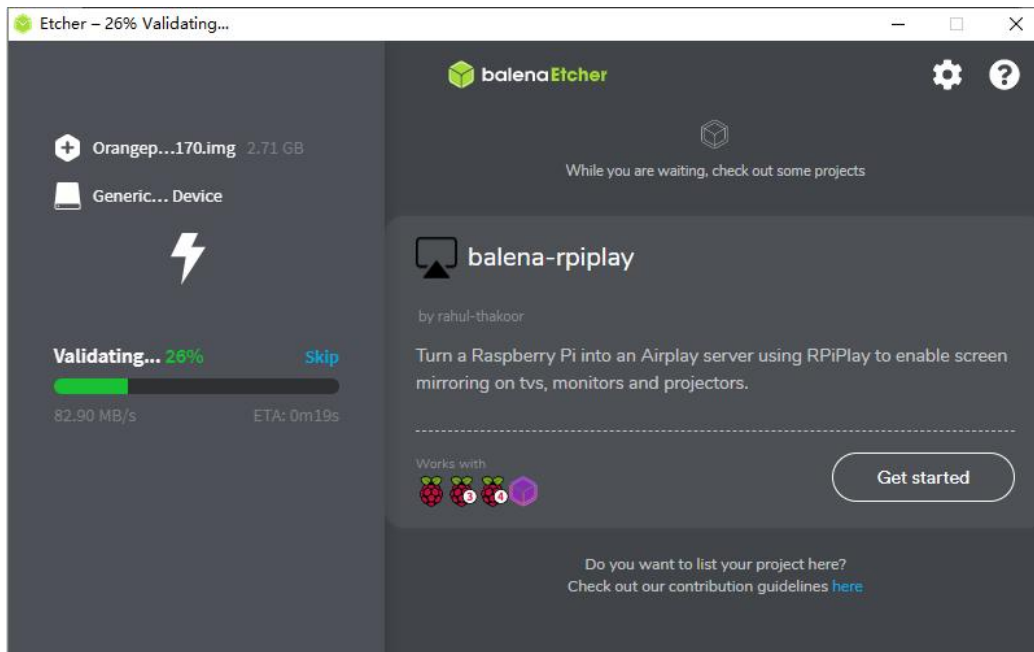 Etcher – 26% Validating...
balenaEtcher
Orangep...170.img 2.71 GB
Generic... Device
Validating... 26% Skip
82.90 MB/s ETA: 0m19s
While you are waiting, check out some projects
balena-rpiplay
by rahul-thakoor
Turn a Raspberry Pi into an Airplay server using RPiPlay to enable screen
mirroring on tvs, monitors and projectors.
Works with
3 4
Get started
Do you want to list your project here?
Check out our contribution guidelines here